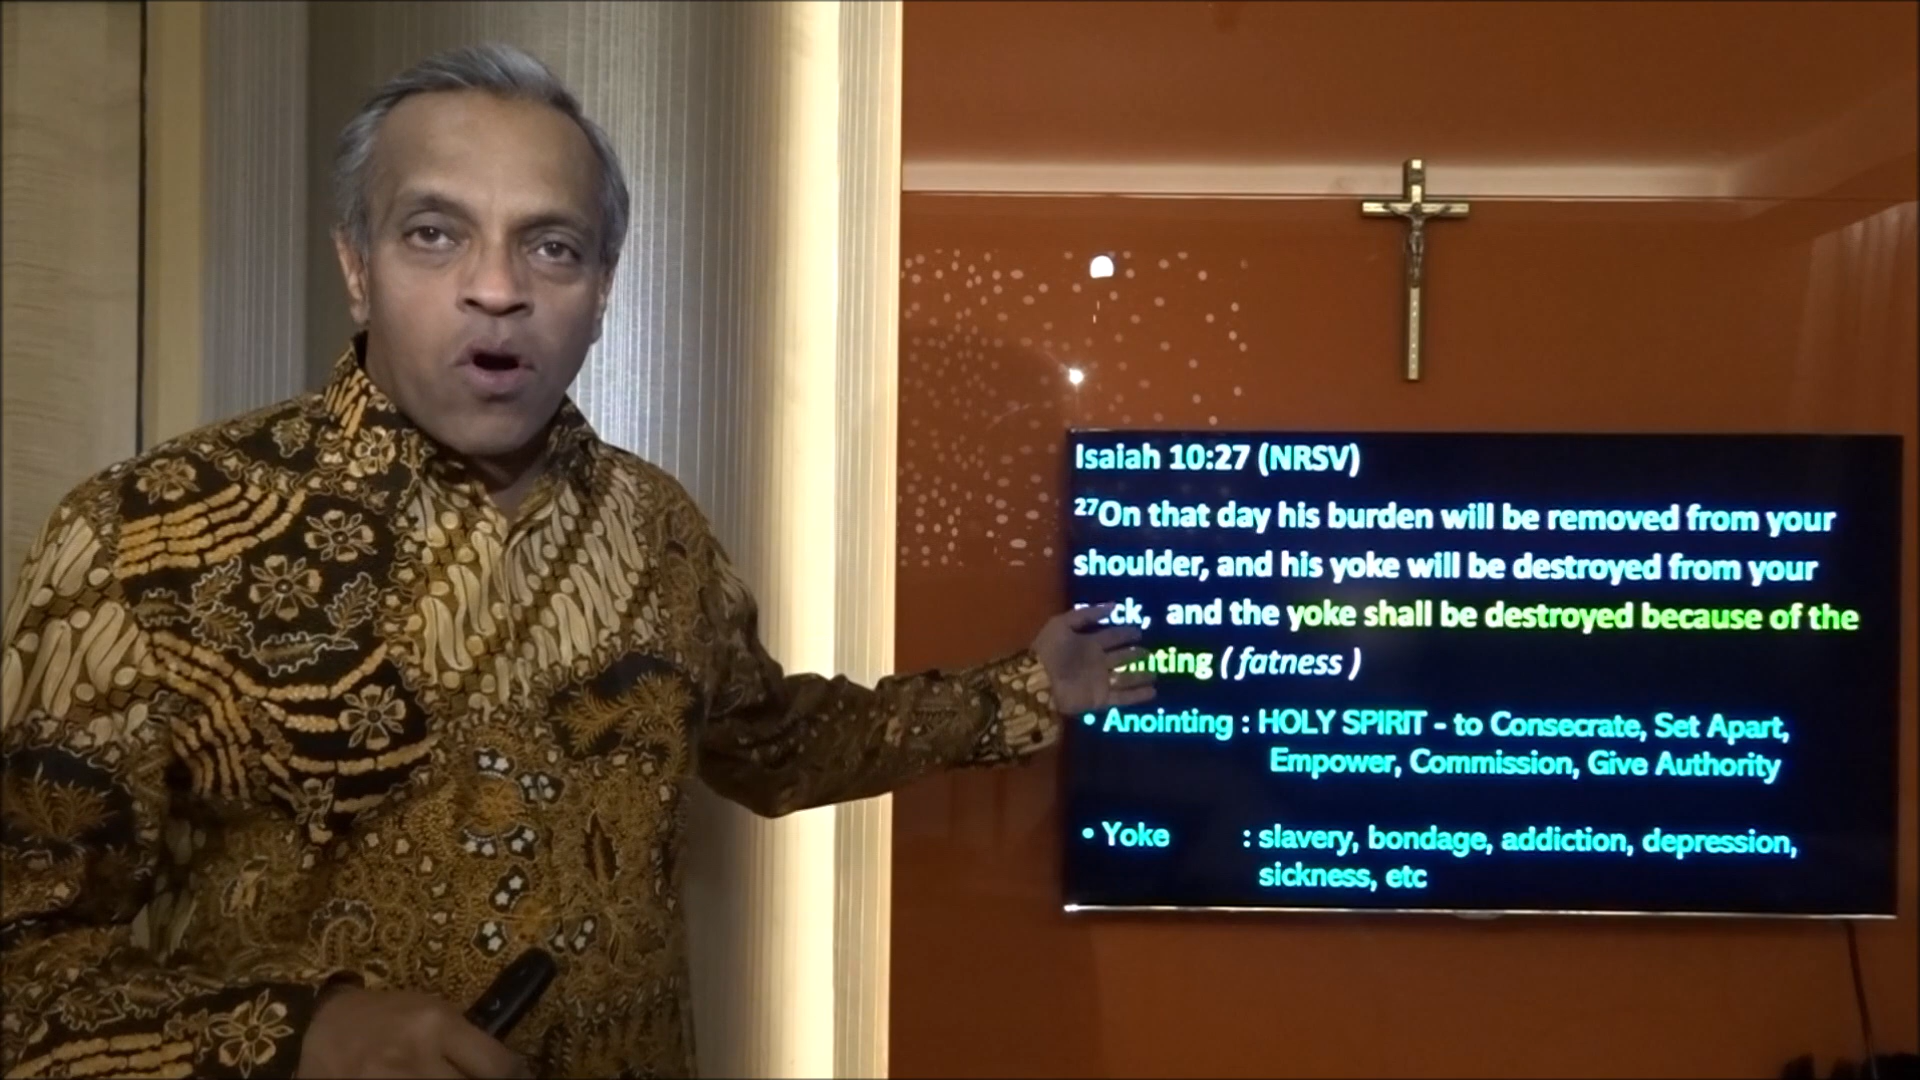 Isaiah 10:27 (NRSV)
27On that day his burden will be removed from your
shoulder, and his yoke will be destroyed from your
and the yoke shall be destroyed because of the
( fatness )
• Anointing : HOLY SPIRIT - to Consecrate, Set Apart,
Empower, Commission, Give Authority
• Yoke : slavery, bondage, addiction, depression,
sickness, etc